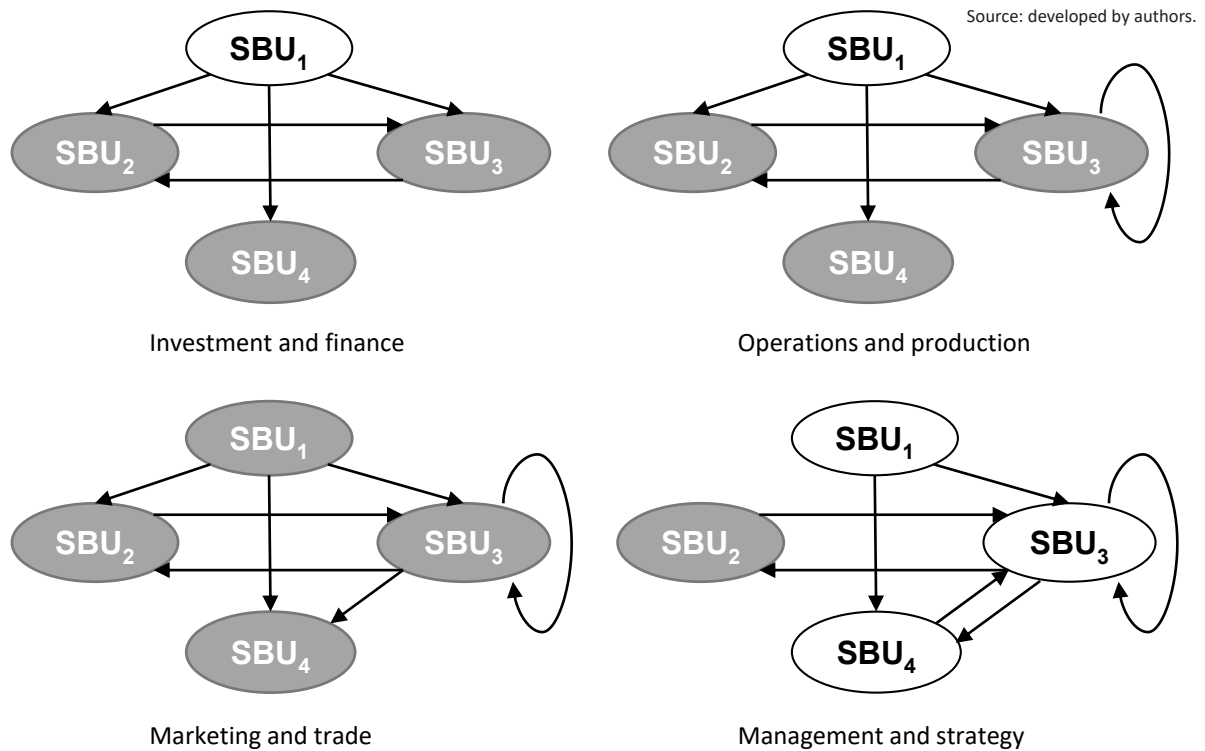 Source: developed by authors.
SBU₁
SBU₂
SBU₃
SBU₄
Investment and finance
SBU₁
SBU₂
SBU₃
SBU₄
Operations and production
SBU₁
SBU₂
SBU₃
SBU₄
Marketing and trade
SBU₁
SBU₂
SBU₃
SBU₄
Management and strategy